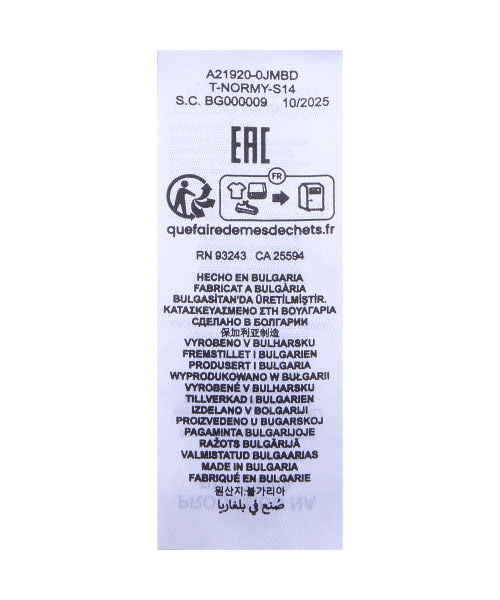 A21920-0JMBD
T-NORMY-S14
S.C. BG000009 10/2025
EAC
FR
quefairedemesdechets.fr
RN 93243 CA 25594
HECHO EN BULGARIA
FABRICAT A BULGÀRIA
BULGASİTAN'DA ÜRETİLMİŞTİR.
ΚΑΤΑΣΚΕΥΑΣΜΕΝΟ ΣΤΗ ΒΟΥΛΓΑΡΙΑ
СДЕЛАНО В БОЛГАРИИ
保加利亚制造
VYROBENO V BULHARSKU
FREMSTILLET I BULGARIEN
PRODUSERT I BULGARIA
WYPRODUKOWANO W BUŁGARII
VYROBENÉ V BULHARSKU
TILLVERKAD I BULGARIEN
IZDELANO V BOLGARIJI
PROIZVEDENO U BUGARSKOJ
PAGAMINTA BULGARIJOJE
RAŽOTS BULGĀRIJĀ
VALMISTATUD BULGAARIAS
MADE IN BULGARIA
FABRIQUÉ EN BULGARIE
원산지:불가리아
صُنع في بلغاريا